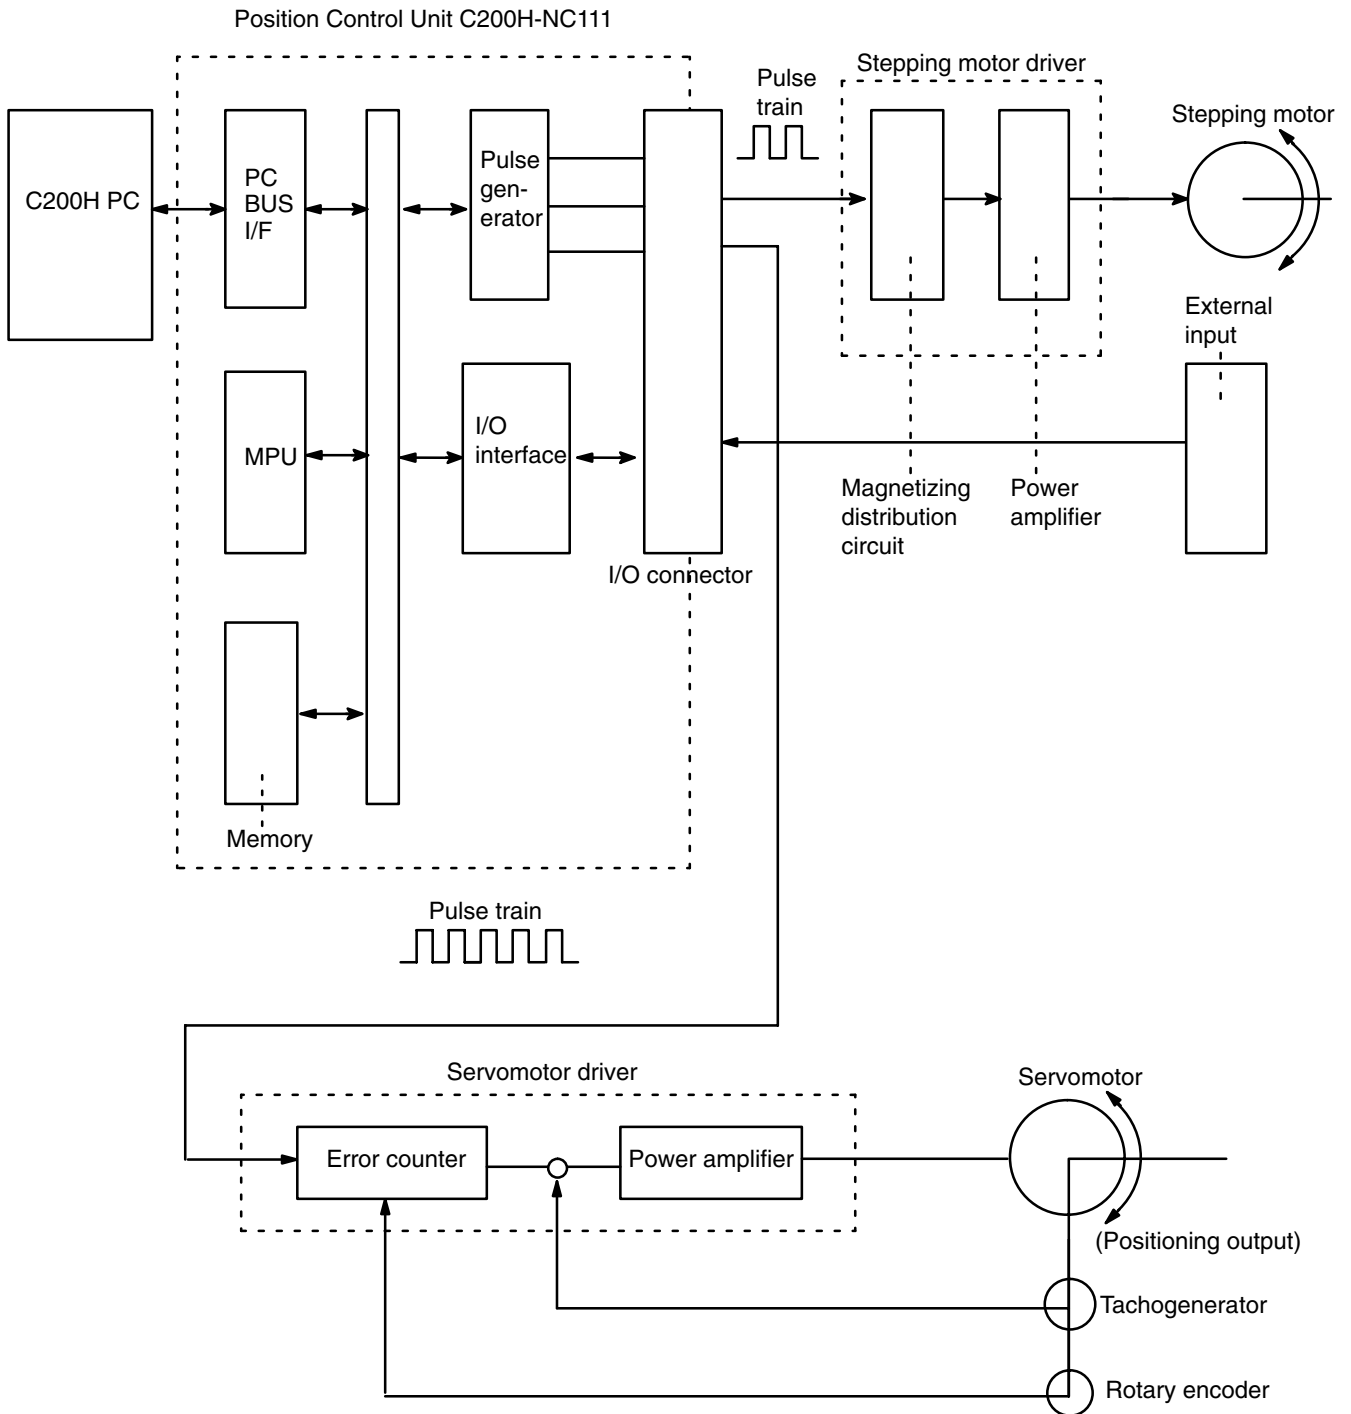 Position Control Unit C200H-NC111
Stepping motor driver
Pulse
train
Stepping motor
C200H PC
PC
BUS
I/F
Pulse
gen-
erator
External
input
MPU
I/O
interface
Magnetizing
distribution
circuit
Power
amplifier
I/O connector
Memory
Pulse train
Servomotor driver
Servomotor
Error counter
Power amplifier
(Positioning output)
Tachogenerator
Rotary encoder